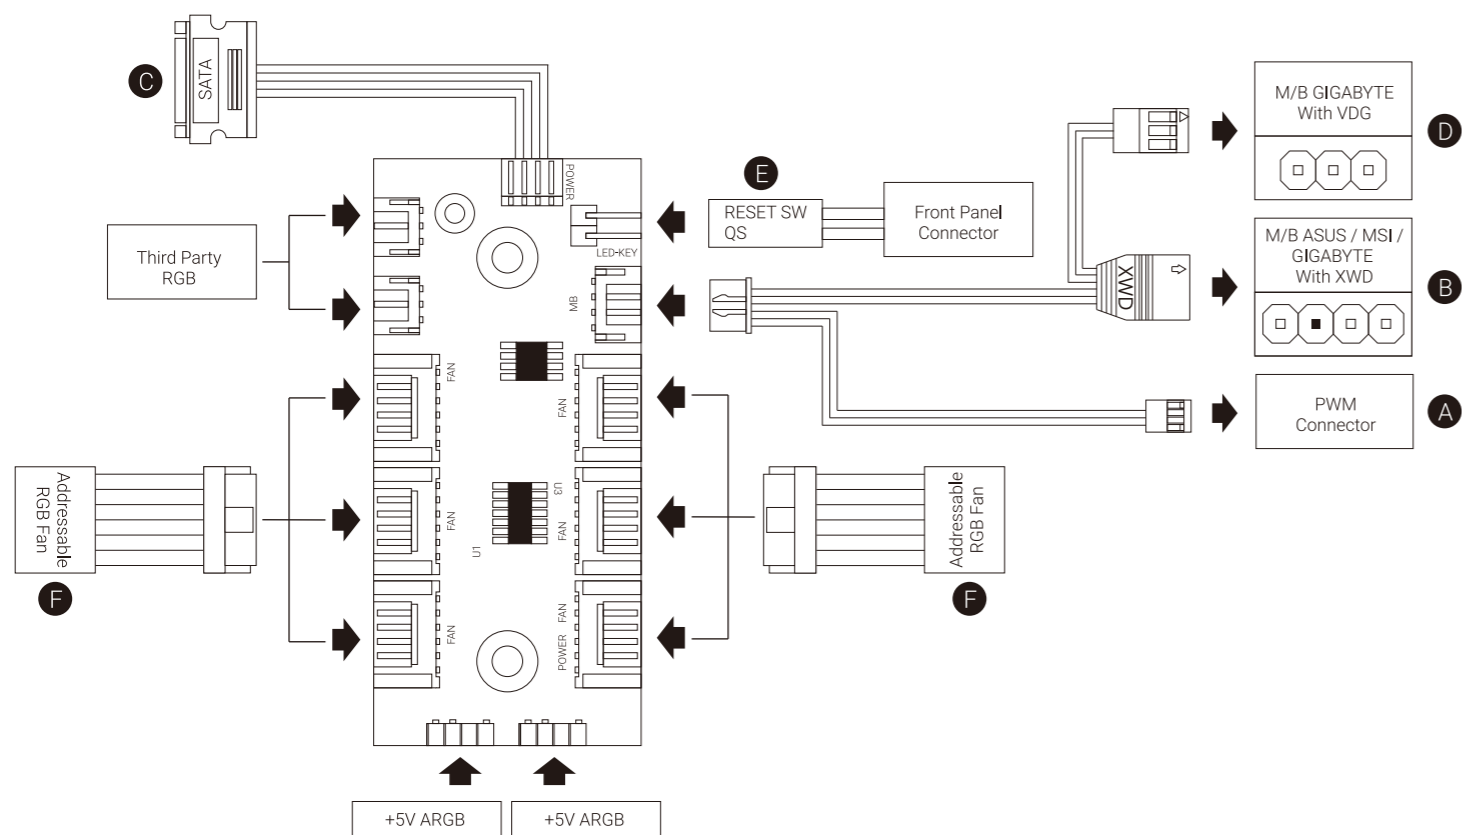 C
SATA
POWER
E
RESET SW
QS
Front Panel
Connector
LED-KEY
M/B GIGABYTE
With VDG
D
Third Party
RGB
MB
XWD
M/B ASUS / MSI /
GIGABYTE
With XWD
B
FAN
FAN
PWM
Connector
A
Addressable
RGB Fan
F
FAN
U1
U3
FAN
Addressable
RGB Fan
F
FAN
FAN
POWER
+5V ARGB
+5V ARGB